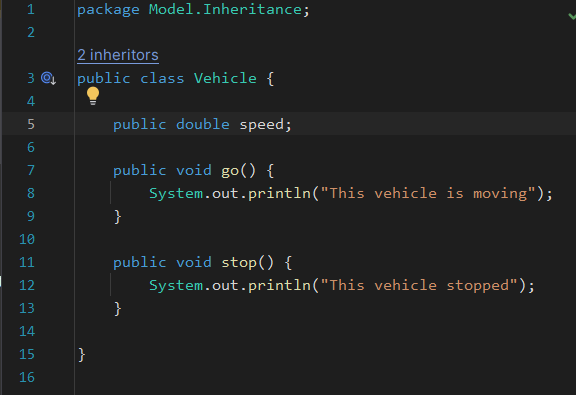 1 package Model.Inheritance;
2
2 inheritors
3 public class Vehicle {
4
5     public double speed;
6
7     public void go() {
8         System.out.println("This vehicle is moving");
9     }
10
11     public void stop() {
12         System.out.println("This vehicle stopped");
13     }
14
15 }
16